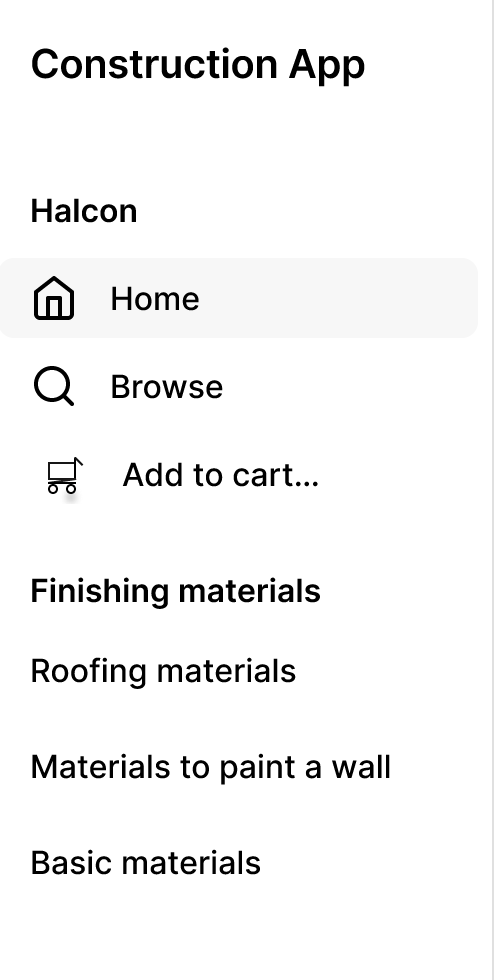 Construction App
Halcon
Home
Browse
Add to cart...
Finishing materials
Roofing materials
Materials to paint a wall
Basic materials